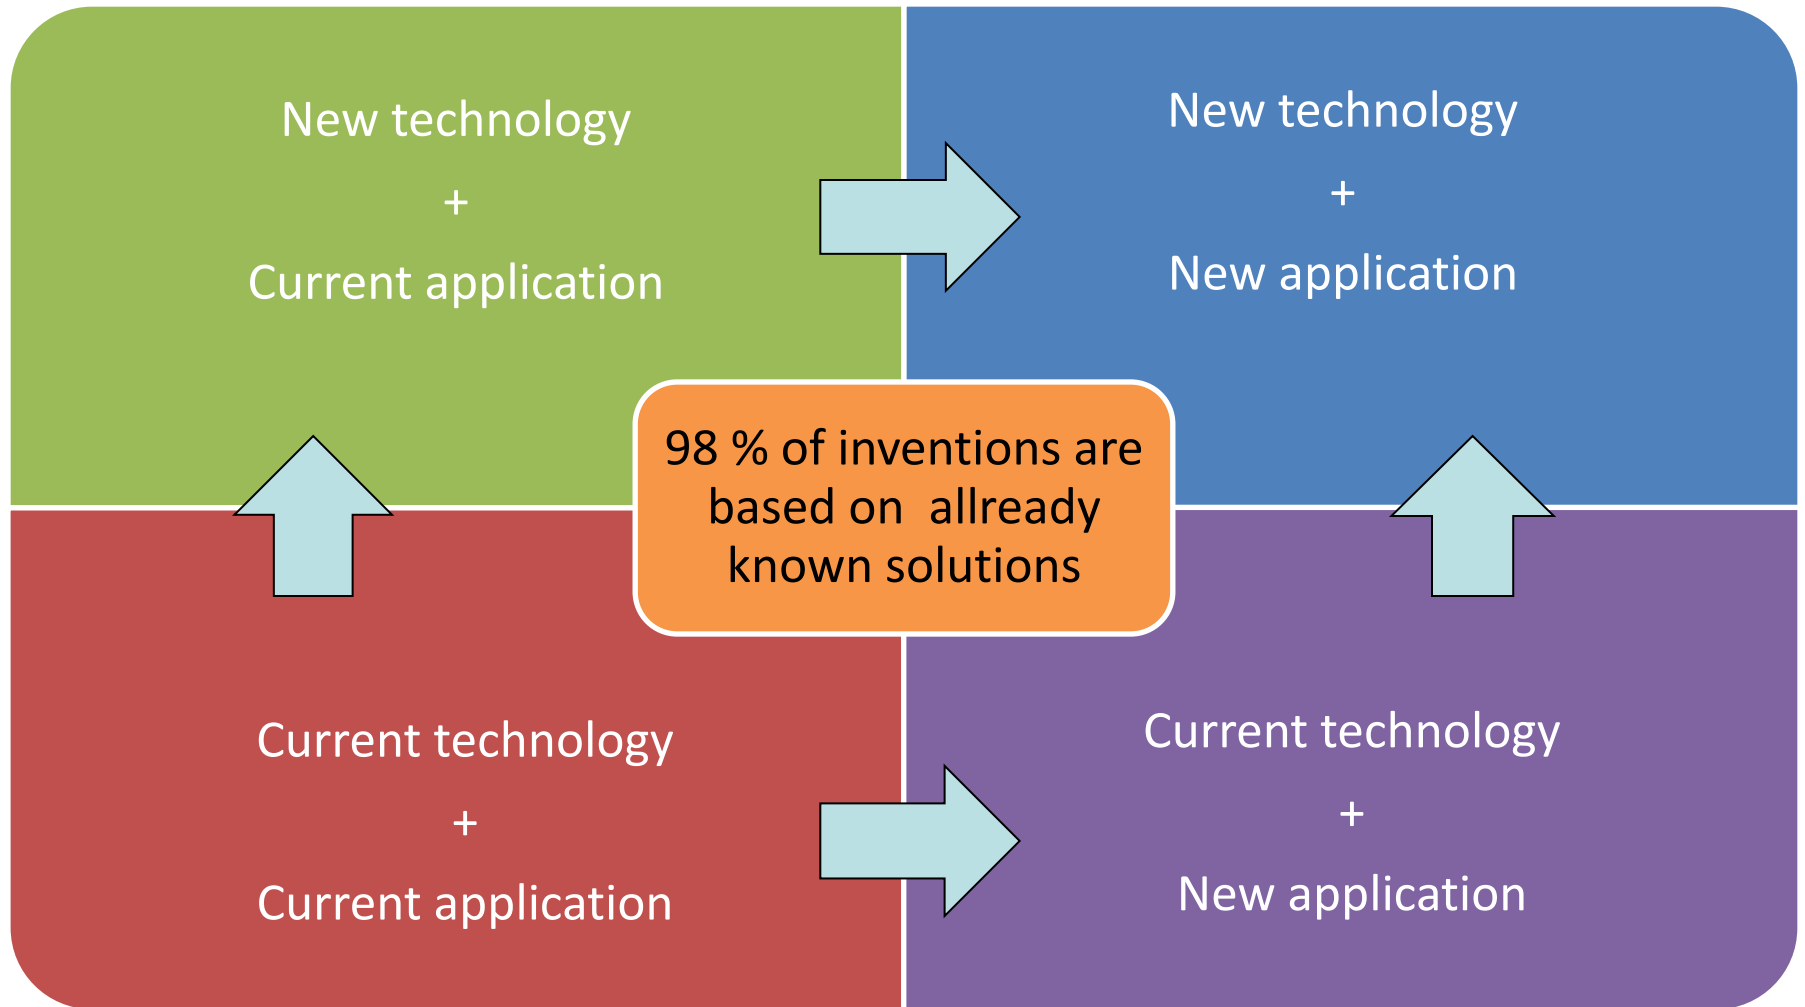 New technology
+
Current application
New technology
+
New application
98 % of inventions are
based on  allready
known solutions
Current technology
+
Current application
Current technology
+
New application